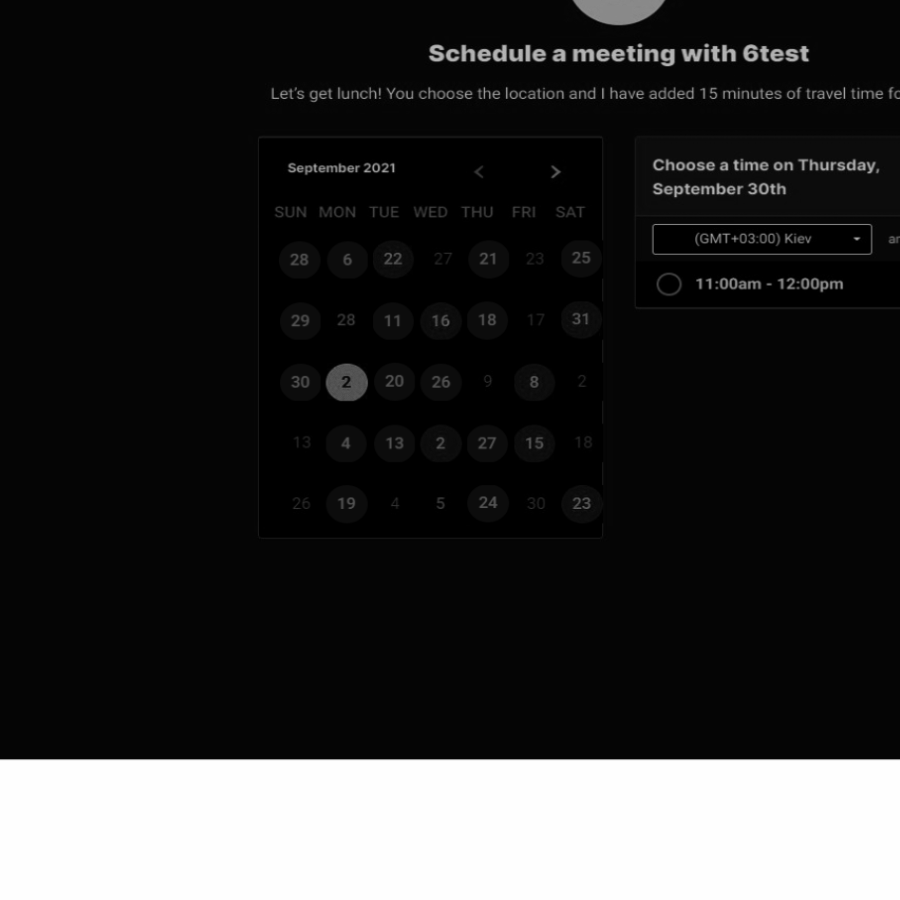 Schedule a meeting with 6test
Let's get lunch! You choose the location and I have added 15 minutes of travel time
September 2021
SUN MON TUE WED THU FRI SAT
28 6 22 27 21 23 25
29 28 11 16 18 17 31
30 2 20 26 9 8 2
13 4 13 2 27 15 18
26 19 4 5 24 30 23
Choose a time on Thursday,
September 30th
(GMT+03:00) Kiev
11:00am - 12:00pm